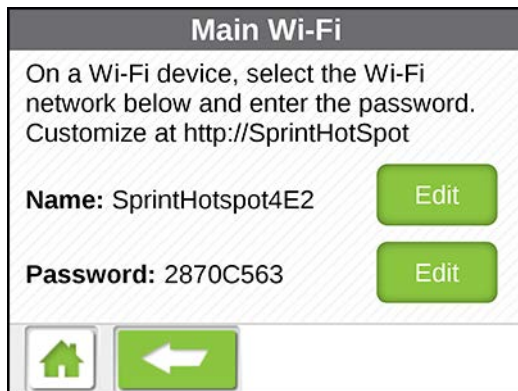 Main Wi-Fi
On a Wi-Fi device, select the Wi-Fi
network below and enter the password.
Customize at http://SprintHotSpot
Name: SprintHotspot4E2
Edit
Password: 2870C563
Edit